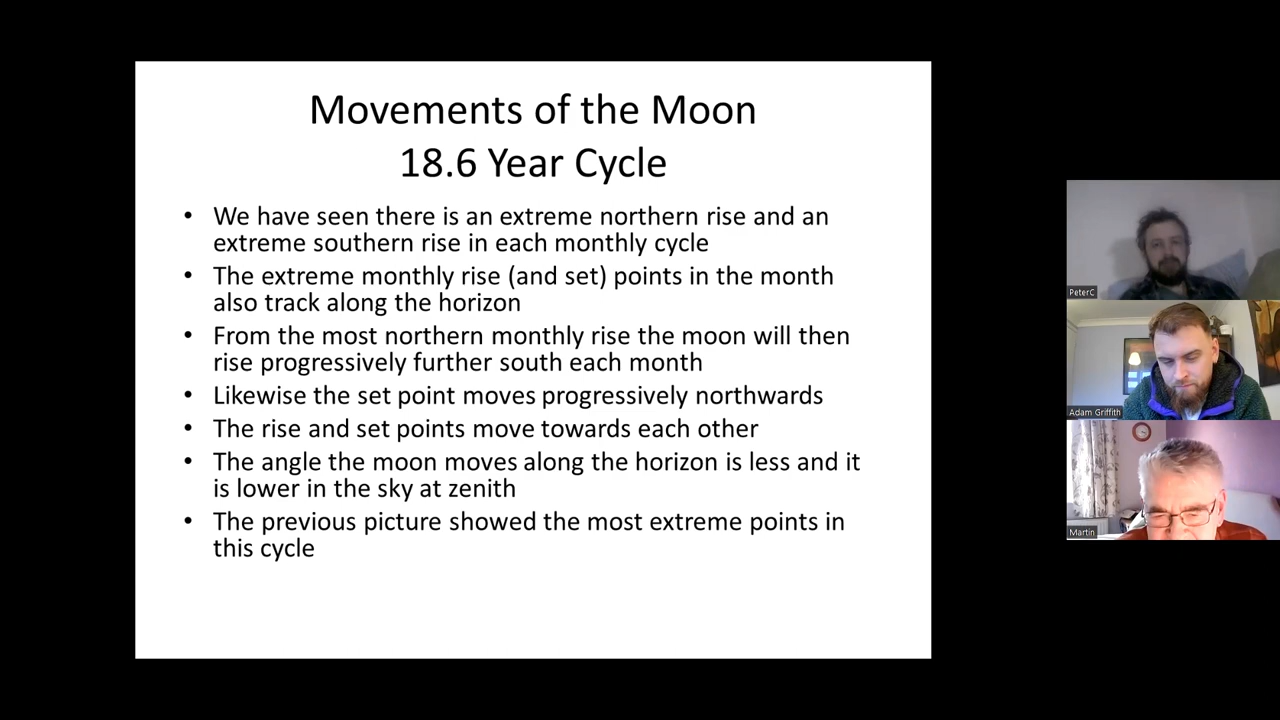 Movements of the Moon
18.6 Year Cycle
• We have seen there is an extreme northern rise and an
extreme southern rise in each monthly cycle
• The extreme monthly rise (and set) points in the month
also track along the horizon
• From the most northern monthly rise the moon will then
rise progressively further south each month
• Likewise the set point moves progressively northwards
• The rise and set points move towards each other
• The angle the moon moves along the horizon is less and it
is lower in the sky at zenith
• The previous picture showed the most extreme points in
this cycle
PeterC
Adam Griffith
Martin